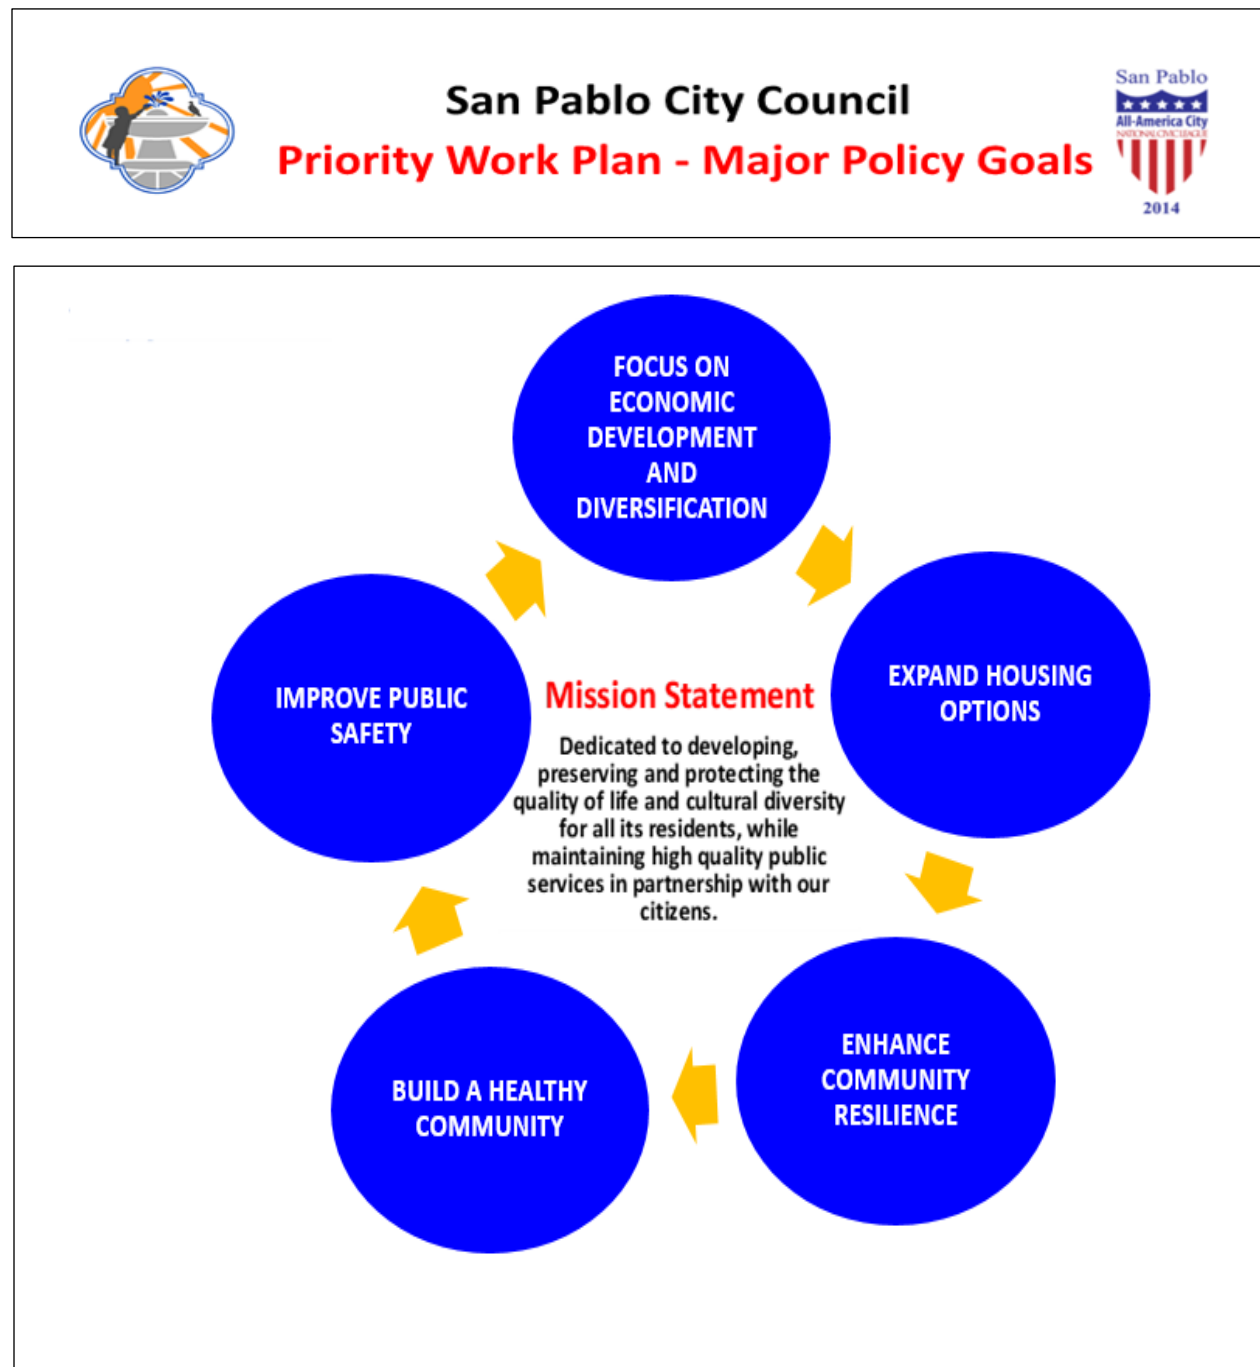 San Pablo City Council
Priority Work Plan - Major Policy Goals
San Pablo
All-America City
NATIONAL CIVIC LEAGUE
2014
FOCUS ON
ECONOMIC
DEVELOPMENT
AND
DIVERSIFICATION
EXPAND HOUSING
OPTIONS
ENHANCE
COMMUNITY
RESILIENCE
BUILD A HEALTHY
COMMUNITY
IMPROVE PUBLIC
SAFETY
Mission Statement
Dedicated to developing,
preserving and protecting the
quality of life and cultural diversity
for all its residents, while
maintaining high quality public
services in partnership with our
citizens.